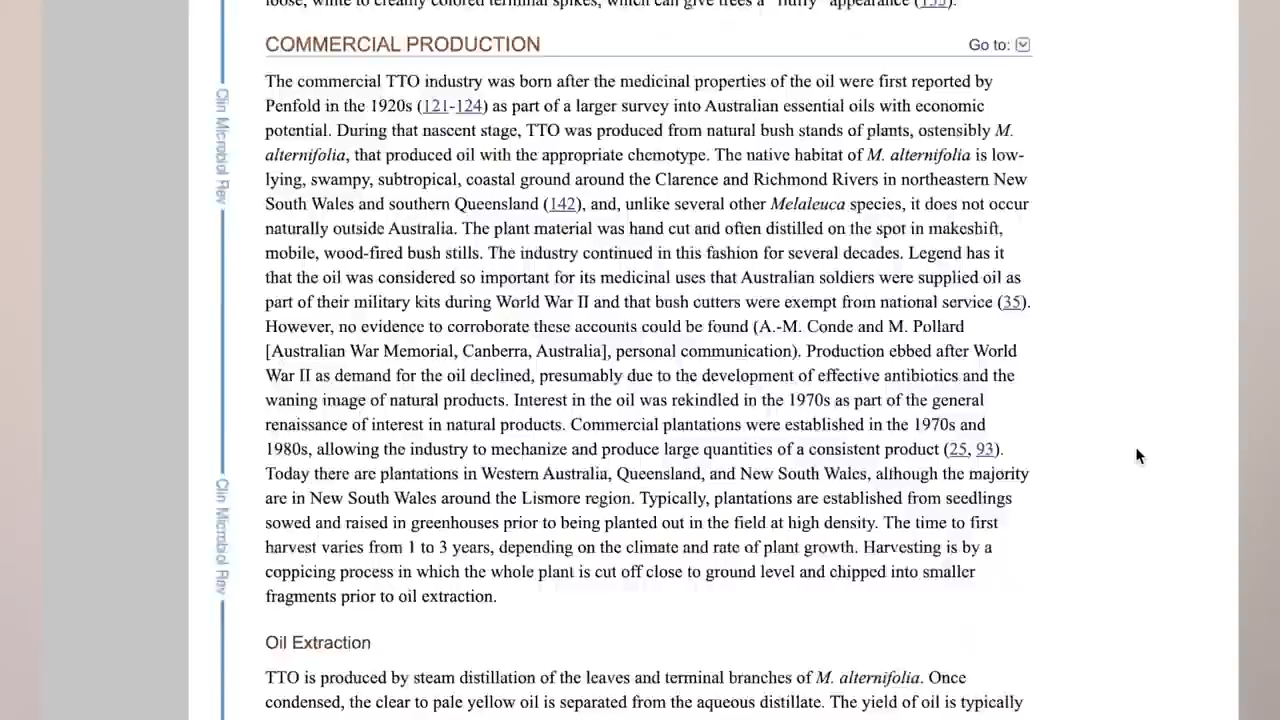 loose, white to creamy colored terminal spikes, which can give trees a "fluffy" appearance (155).
COMMERCIAL PRODUCTION
Go to:
The commercial TTO industry was born after the medicinal properties of the oil were first reported by
Penfold in the 1920s (121-124) as part of a larger survey into Australian essential oils with economic
potential. During that nascent stage, TTO was produced from natural bush stands of plants, ostensibly M.
alternifolia, that produced oil with the appropriate chemotype. The native habitat of M. alternifolia is low-
lying, swampy, subtropical, coastal ground around the Clarence and Richmond Rivers in northeastern New
South Wales and southern Queensland (142), and, unlike several other Melaleuca species, it does not occur
naturally outside Australia. The plant material was hand cut and often distilled on the spot in makeshift,
mobile, wood-fired bush stills. The industry continued in this fashion for several decades. Legend has it
that the oil was considered so important for its medicinal uses that Australian soldiers were supplied oil as
part of their military kits during World War II and that bush cutters were exempt from national service (35).
However, no evidence to corroborate these accounts could be found (A.-M. Conde and M. Pollard
[Australian War Memorial, Canberra, Australia], personal communication). Production ebbed after World
War II as demand for the oil declined, presumably due to the development of effective antibiotics and the
waning image of natural products. Interest in the oil was rekindled in the 1970s as part of the general
renaissance of interest in natural products. Commercial plantations were established in the 1970s and
1980s, allowing the industry to mechanize and produce large quantities of a consistent product (25, 93).
Today there are plantations in Western Australia, Queensland, and New South Wales, although the majority
are in New South Wales around the Lismore region. Typically, plantations are established from seedlings
sowed and raised in greenhouses prior to being planted out in the field at high density. The time to first
harvest varies from 1 to 3 years, depending on the climate and rate of plant growth. Harvesting is by a
coppicing process in which the whole plant is cut off close to ground level and chipped into smaller
fragments prior to oil extraction.
Oil Extraction
TTO is produced by steam distillation of the leaves and terminal branches of M. alternifolia. Once
condensed, the clear to pale yellow oil is separated from the aqueous distillate. The yield of oil is typically
Clin Microbiol Rev
Clin Microbiol Rev